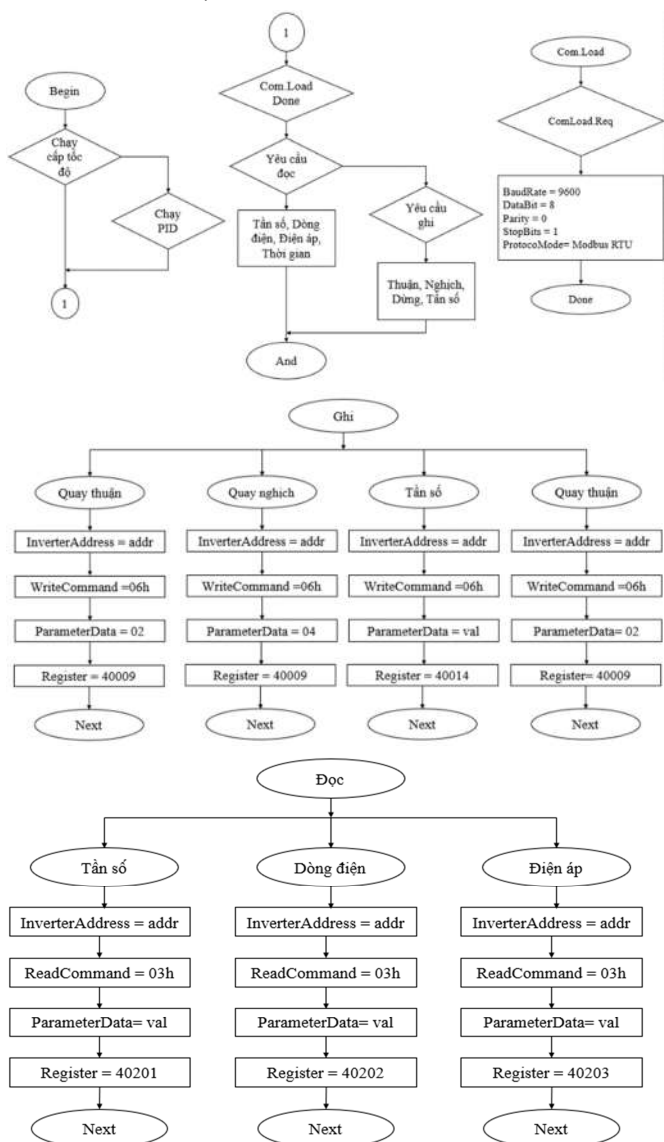 Begin
Chạy
cấp tốc
độ
Chạy
PID
1
1
Com.Load
Done
Yêu cầu
đọc
Tần số, Dòng
điện, Điện áp,
Thời gian
Yêu cầu
ghi
Thuận, Nghịch,
Dừng, Tần số
And
Com.Load
ComLoad.Req
BaudRate = 9600
DataBit = 8
Parity = 0
StopBits = 1
ProtocoMode= Modbus RTU
Done
Ghi
Quay thuận
InverterAddress = addr
WriteCommand =06h
ParameterData = 02
Register = 40009
Next
Quay nghịch
InverterAddress = addr
WriteCommand =06h
ParameterData = 04
Register = 40009
Next
Tần số
InverterAddress = addr
WriteCommand =06h
ParameterData = val
Register = 40014
Next
Quay thuận
InverterAddress = addr
WriteCommand =06h
ParameterData= 02
Register= 40009
Next
Đọc
Tần số
InverterAddress = addr
ReadCommand = 03h
ParameterData= val
Register = 40201
Next
Dòng điện
InverterAddress = addr
ReadCommand = 03h
ParameterData= val
Register = 40202
Next
Điện áp
InverterAddress = addr
ReadCommand = 03h
ParameterData= val
Register = 40203
Next